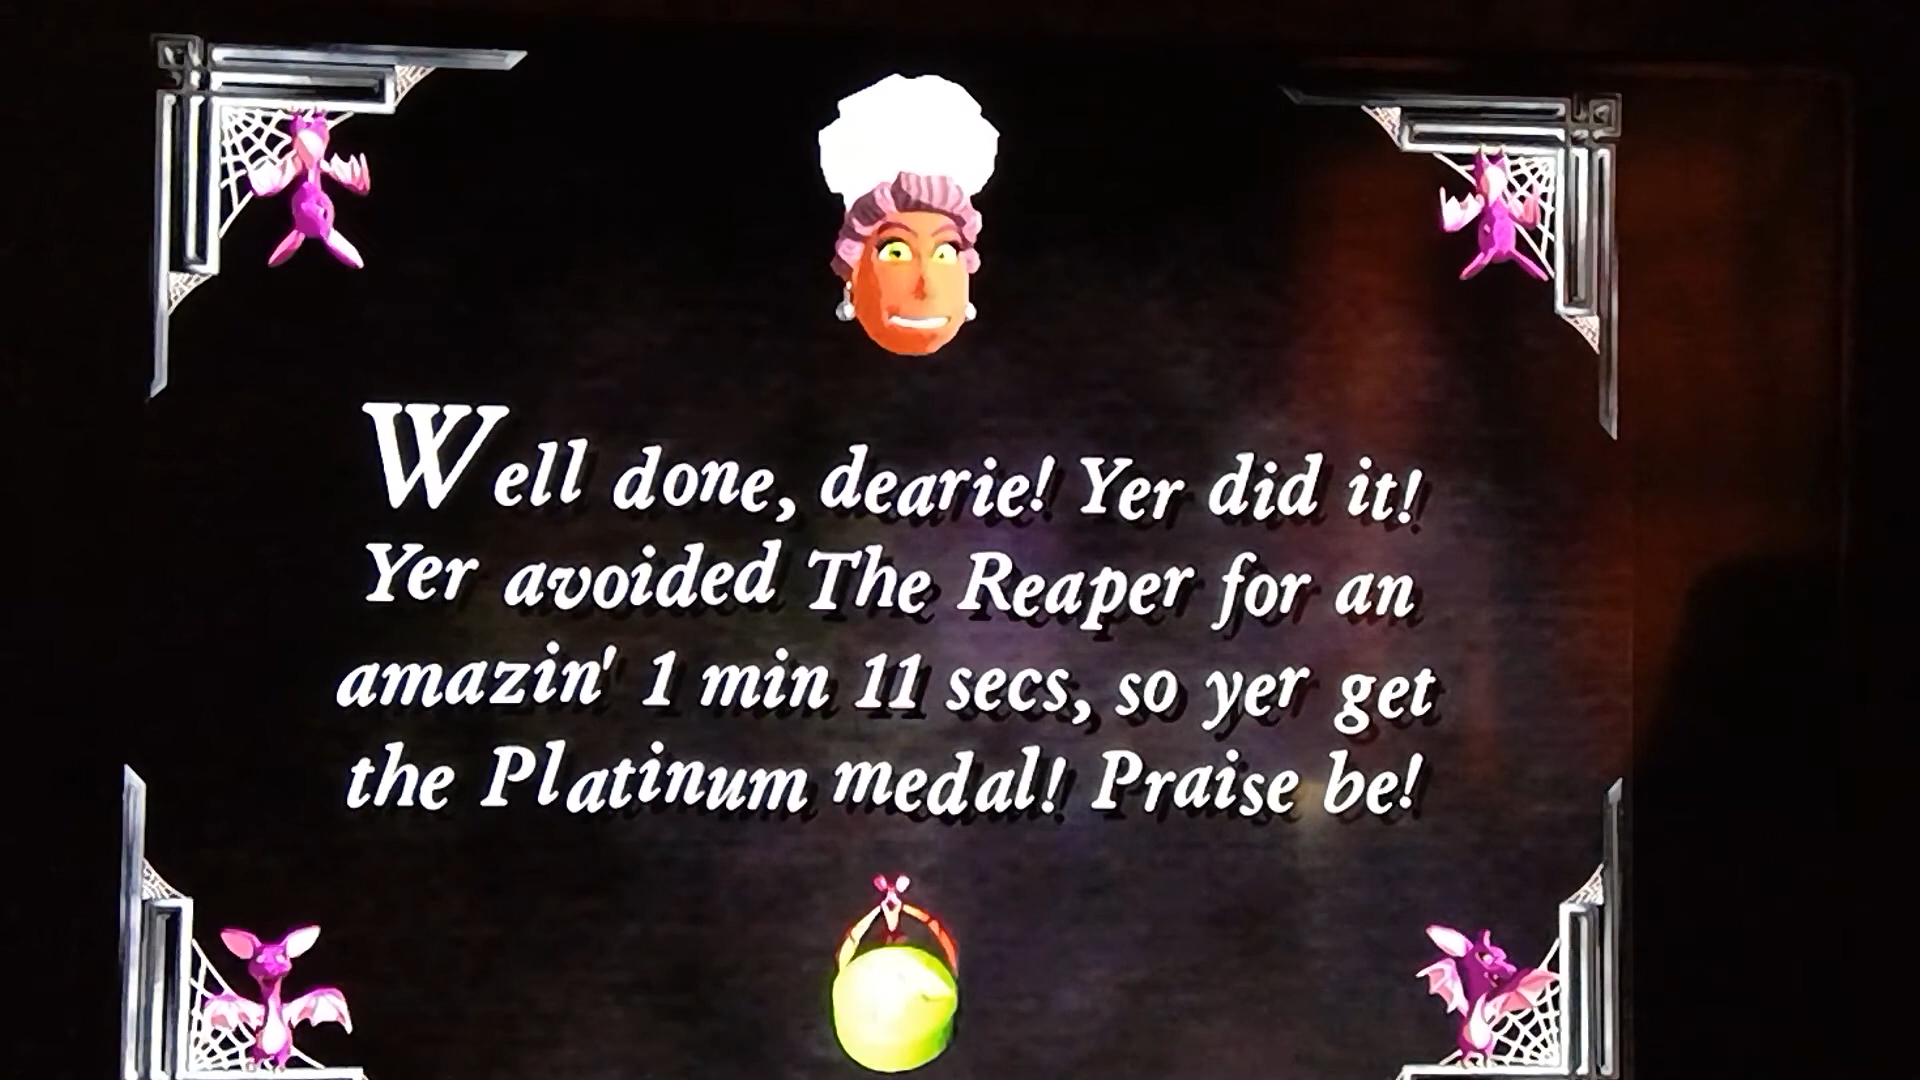 Well done, dearie! Yer did it!
Yer avoided The Reaper for an
amazin' 1 min 11 secs, so yer get
the Platinum medal! Praise be!